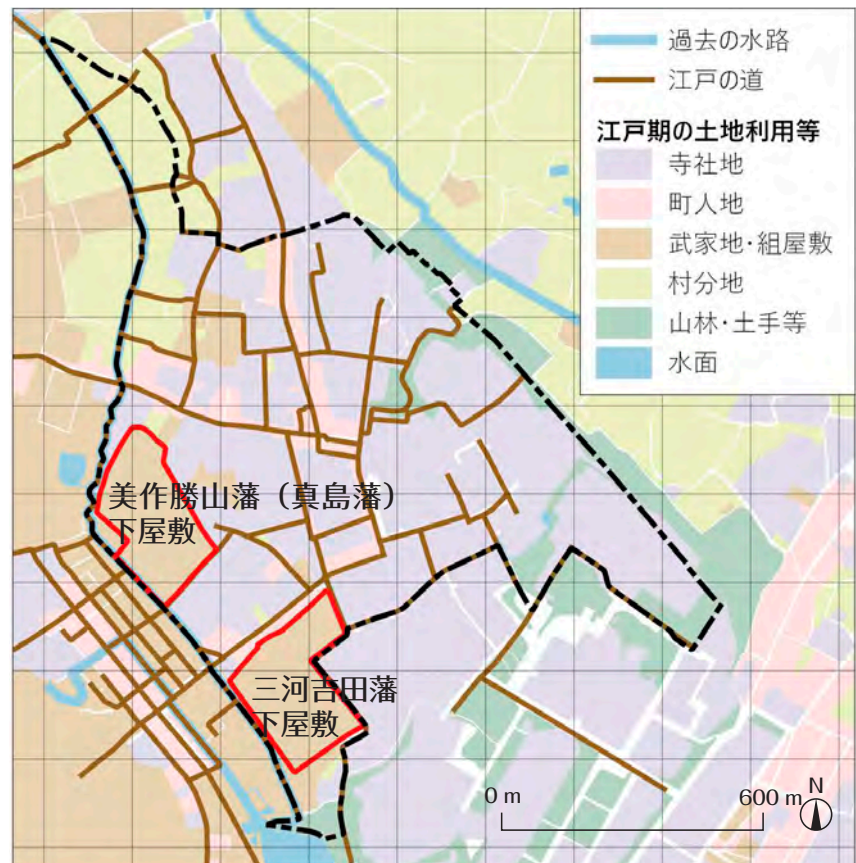 過去の水路
江戸の道
江戸期の土地利用等
寺社地
町人地
武家地・組屋敷
村分地
山林・土手等
水面
美作勝山藩（真島藩）
下屋敷
三河吉田藩
下屋敷
0 m
600 m
N